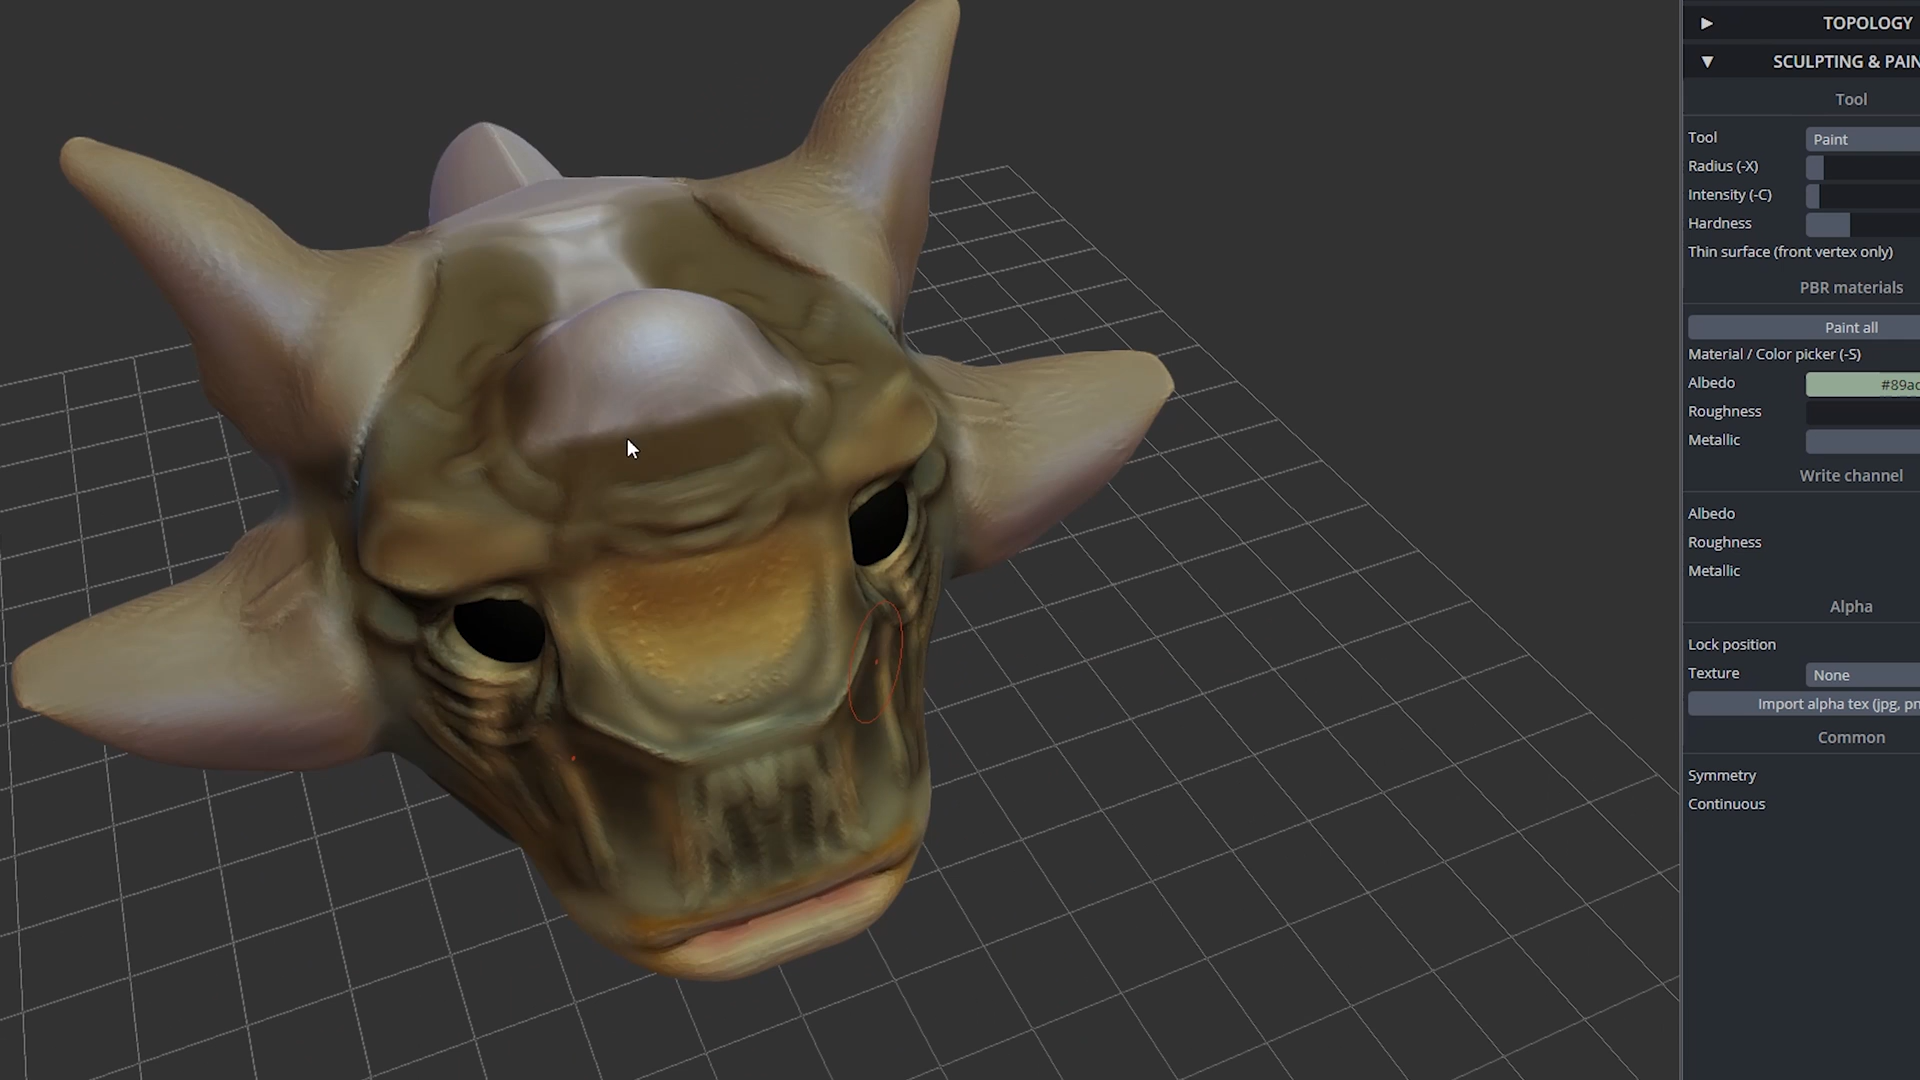 TOPOLOGY
SCULPTING & PAIN
Tool
Tool
Paint
Radius (-X)
Intensity (-C)
Hardness
Thin surface (front vertex only)
PBR materials
Paint all
Material / Color picker (-S)
Albedo
#89ac
Roughness
Metallic
Write channel
Albedo
Roughness
Metallic
Alpha
Lock position
Texture
None
Import alpha tex (jpg, pn
Common
Symmetry
Continuous